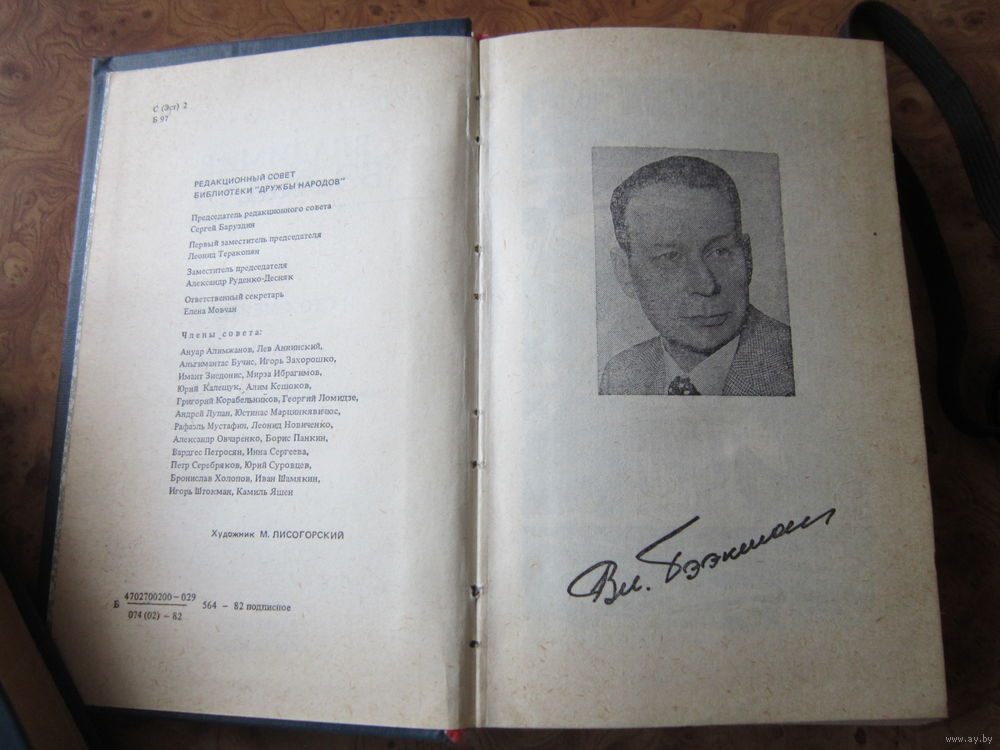 С (Эст) 2
Б 97
РЕДАКЦИОННЫЙ СОВЕТ
БИБЛИОТЕКИ "ДРУЖБЫ НАРОДОВ"
Председатель редакционного совета
Сергей Баруздин
Первый заместитель председателя
Леонид Теракопян
Заместитель председателя
Александр Руденко-Десняк
Ответственный секретарь
Елена Мовчан
Члены совета:
Ануар Алимжанов, Лев Аннинский,
Альгимантас Бучис, Игорь Захорошко,
Имант Зиедонис, Мирза Ибрагимов,
Юрий Калещук, Алим Кешоков,
Григорий Корабельников, Георгий Ломидзе,
Андрей Лупан, Юстинас Марцинкявичюс,
Рафаэль Мустафин, Леонид Новиченко,
Александр Овчаренко, Борис Панкин,
Вардгес Петросян, Инна Сергеева,
Петр Серебряков, Юрий Суровцев,
Бронислав Холопов, Иван Шамякин,
Игорь Штокман, Камиль Яшен
Художник М. ЛИСОГОРСКИЙ
Б 4702700200-029
074(02)-82
564 - 82 подписное
Вл. Бээкман
www.ay.by